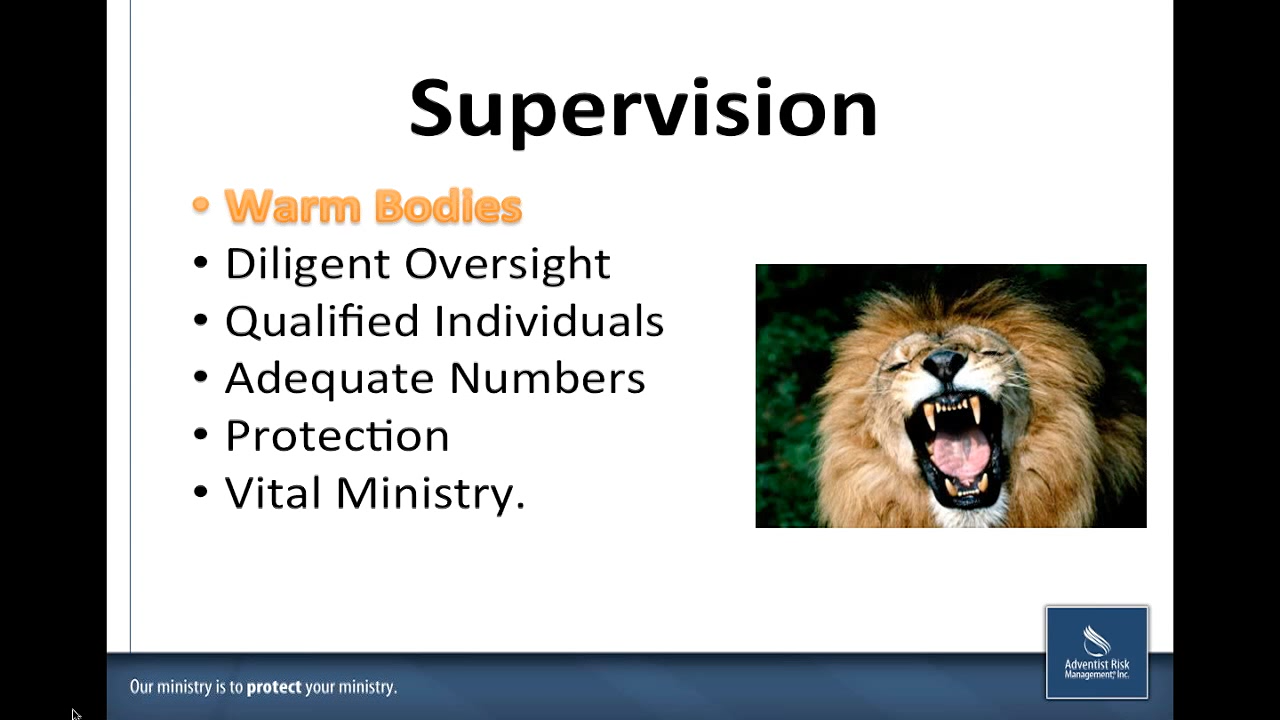 Supervision
• Warm Bodies
• Diligent Oversight
• Qualified Individuals
• Adequate Numbers
• Protection
• Vital Ministry.
Our ministry is to protect your ministry.
Adventist Risk
Management, Inc.